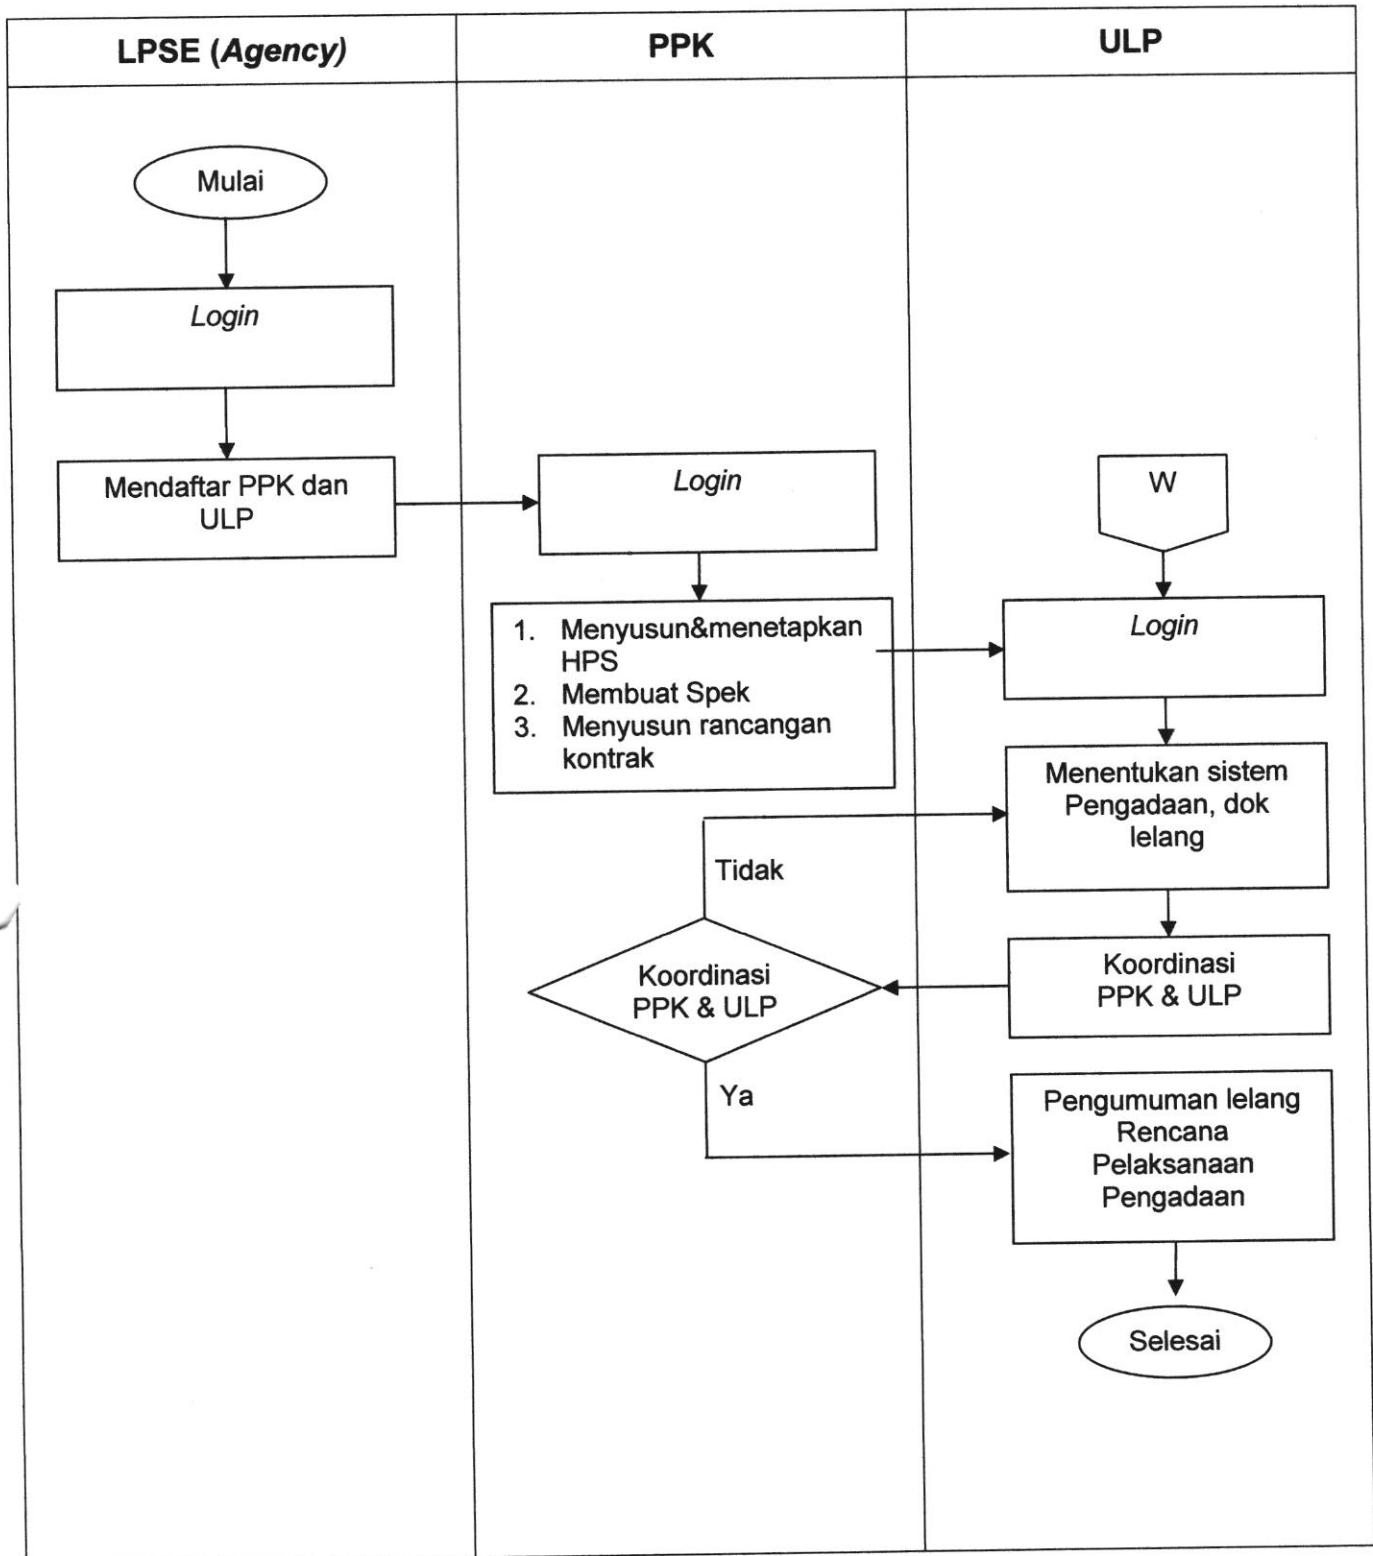 LPSE (Agency)
PPK
ULP
Mulai
Login
Mendaftar PPK dan
ULP
Login
1. Menyusun&menetapkan
HPS
2. Membuat Spek
3. Menyusun rancangan
kontrak
W
Login
Menentukan sistem
Pengadaan, dok
lelang
Tidak
Koordinasi
PPK & ULP
Koordinasi
PPK & ULP
Ya
Pengumuman lelang
Rencana
Pelaksanaan
Pengadaan
Selesai